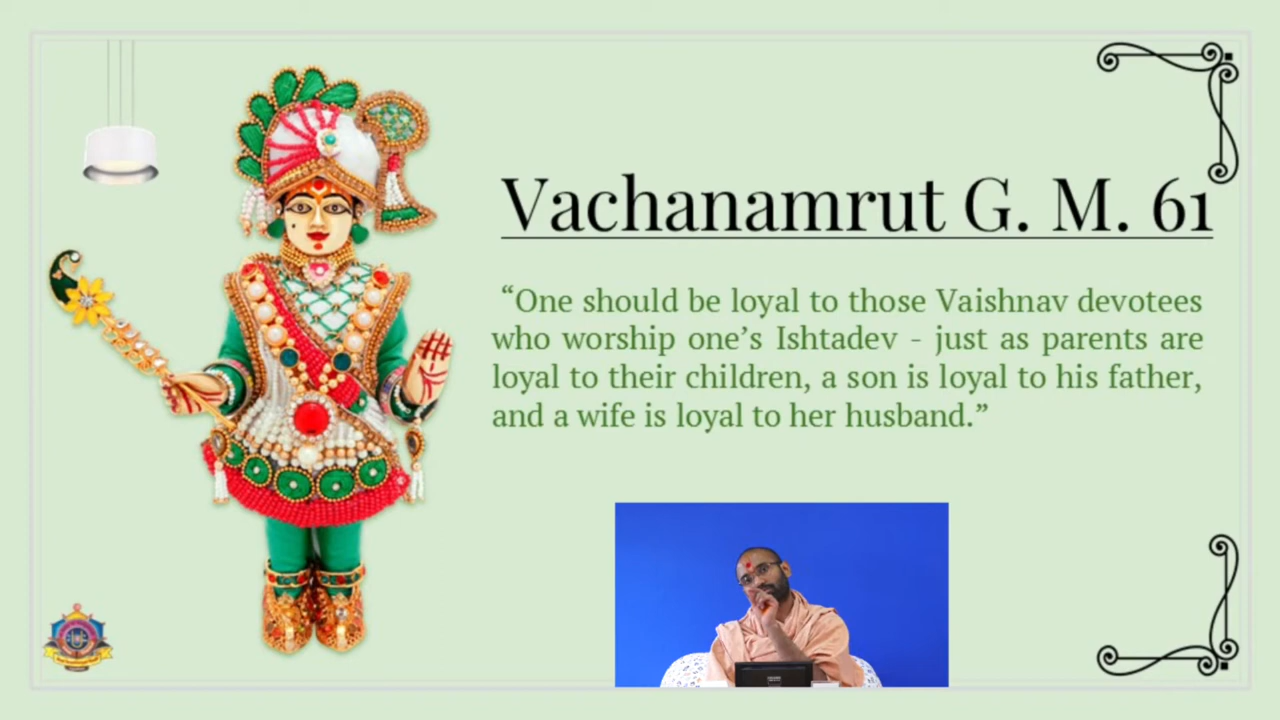 Vachanamrut G. M. 61
“One should be loyal to those Vaishnav devotees
who worship one’s Ishtadev - just as parents are
loyal to their children, a son is loyal to his father,
and a wife is loyal to her husband.”